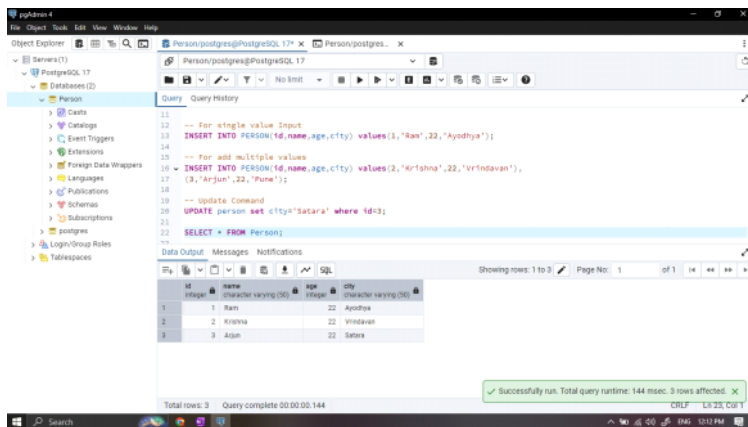 pgAdmin 4
File Object Tools Edit View Window Help
Object Explorer
Person/postgres@PostgreSQL 17*
Person/postgres...
Servers (1)
PostgreSQL 17
Databases (2)
Person
Casts
Catalogs
Event Triggers
Extensions
Foreign Data Wrappers
Languages
Publications
Schemas
Subscriptions
postgres
Login/Group Roles
Tablespaces
Person/postgres@PostgreSQL 17
No limit
Query Query History
11
12 -- For single value Input
13 INSERT INTO PERSON(id,name,age,city) values(1,'Ram',22,'Ayodhya');
14
15 -- For add multiple values
16 INSERT INTO PERSON(id,name,age,city) values(2,'Krishna',22,'Vrindavan'),
17 (3,'Arjun',22,'Pune');
18
19 -- Update Command
20 UPDATE person set city='Satara' where id=3;
21
22 SELECT * FROM Person;
Data Output Messages Notifications
SQL
Showing rows: 1 to 3
Page No: 1 of 1
id integer name character varying (50) age integer city character varying (50)
1 1 Ram 22 Ayodhya
2 2 Krishna 22 Vrindavan
3 3 Arjun 22 Satara
Successfully run. Total query runtime: 144 msec. 3 rows affected.
Total rows: 3 Query complete 00:00:00.144
CRLF Ln 23, Col 1
Search
ENG 12:12 PM